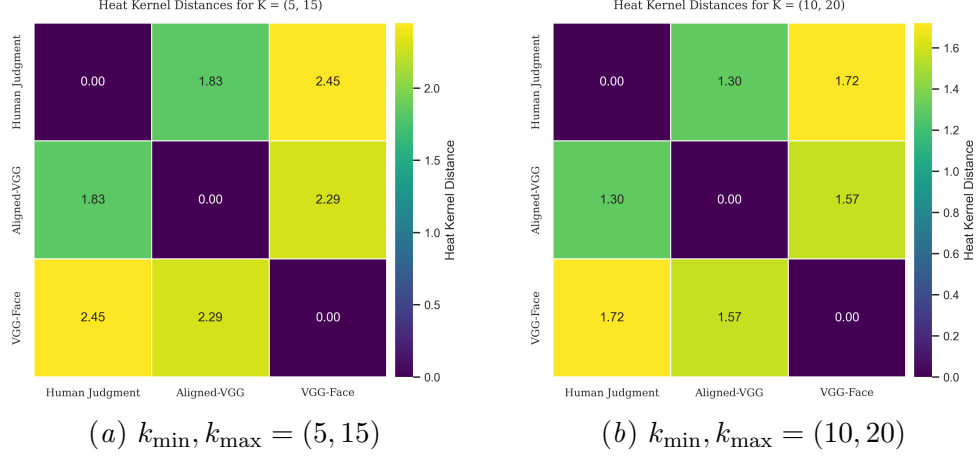 Heat Kernel Distances for K = (5, 15)
Human Judgment
Aligned-VGG
VGG-Face
0.00 1.83 2.45
1.83 0.00 2.29
2.45 2.29 0.00
Human Judgment Aligned-VGG VGG-Face
2.0
1.5
1.0
0.5
0.0
Heat Kernel Distance
(a) k_min, k_max = (5, 15)
Heat Kernel Distances for K = (10, 20)
Human Judgment
Aligned-VGG
VGG-Face
0.00 1.30 1.72
1.30 0.00 1.57
1.72 1.57 0.00
Human Judgment Aligned-VGG VGG-Face
1.6
1.4
1.2
1.0
0.8
0.6
0.4
0.2
0.0
Heat Kernel Distance
(b) k_min, k_max = (10, 20)